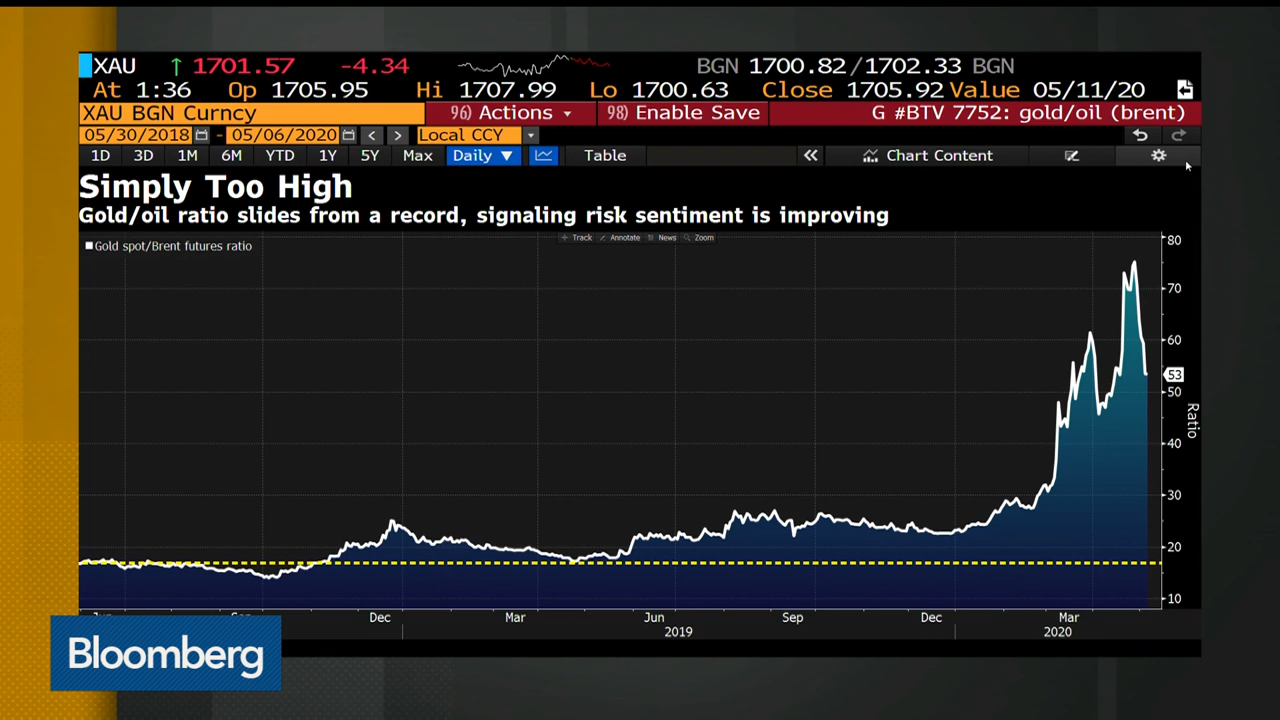 XAU ↑ 1701.57 -4.34 BGN 1700.82/1702.33 BGN
At 1:36 Op 1705.95 Hi 1707.99 Lo 1700.63 Close 1705.92 Value 05/11/20
XAU BGN Curncy 96) Actions 98) Enable Save G #BTV 7752: gold/oil (brent)
05/30/2018 - 05/06/2020 < > Local CCY
1D 3D 1M 6M YTD 1Y 5Y Max Daily ▼ Table « Chart Content
Simply Too High
Gold/oil ratio slides from a record, signaling risk sentiment is improving
Track Annotate News Zoom
Gold spot/Brent futures ratio
80
70
60
53
50
40
30
20
10
Ratio
Dec Mar Jun Sep Dec Mar
2019 2020
Bloomberg